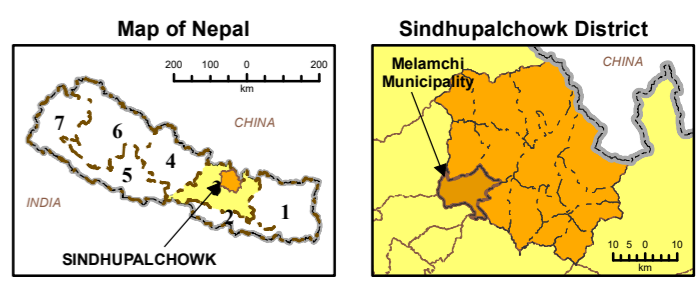 Map of Nepal
200 100 0 200
km
CHINA
7
6
4
5
3
2
1
INDIA
SINDHUPALCHOWK
Sindhupalchowk District
Melamchi
Municipality
CHINA
10 5 0 10
km